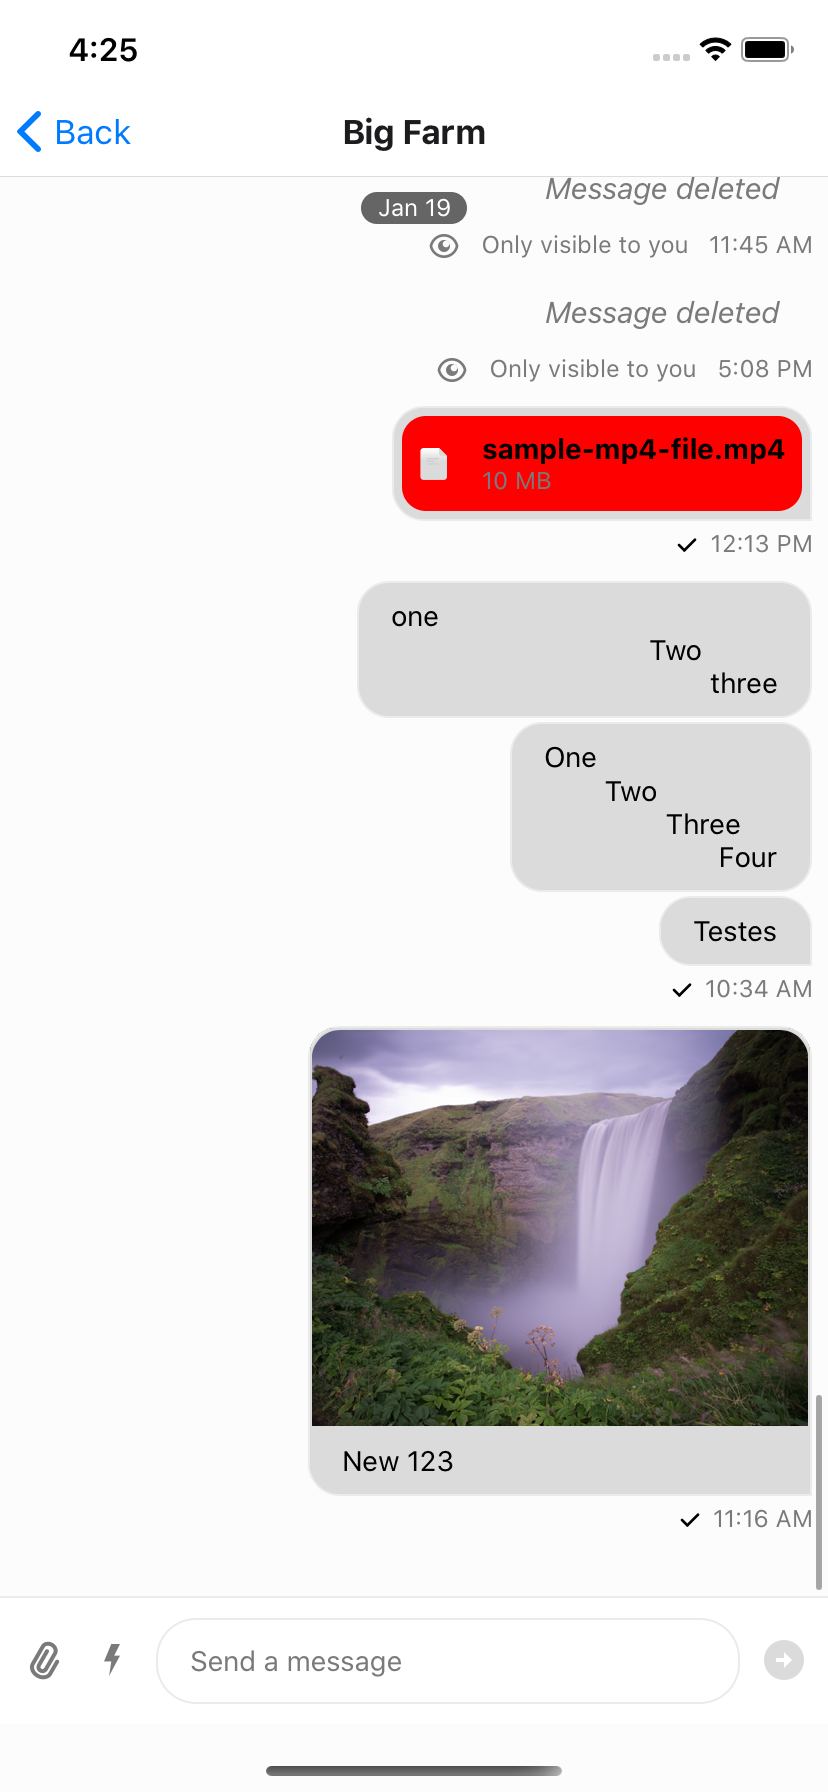 4:25
Back
Big Farm
Message deleted
Jan 19
Only visible to you 11:45 AM
Message deleted
Only visible to you 5:08 PM
sample-mp4-file.mp4
10 MB
12:13 PM
one
Two
three
One
Two
Three
Four
Testes
10:34 AM
New 123
11:16 AM
Send a message